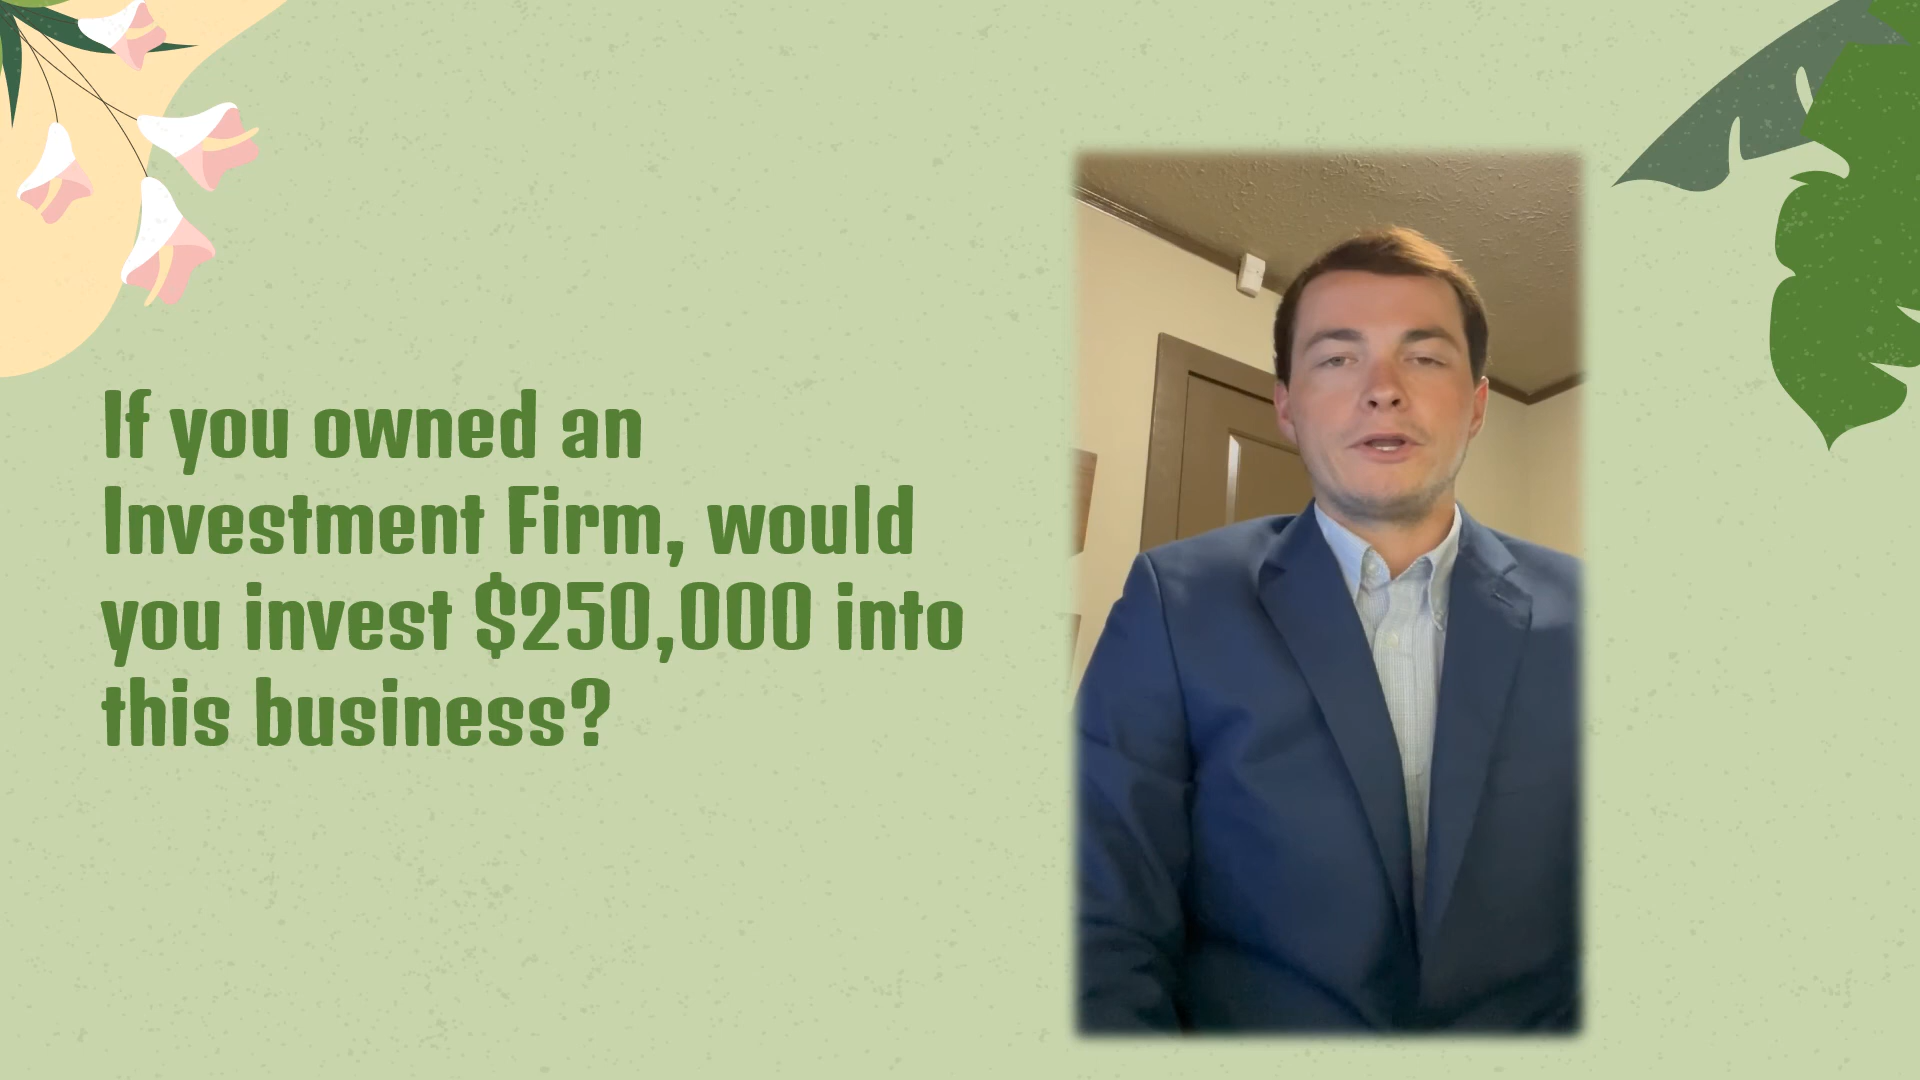 If you owned an
Investment Firm, would
you invest $250,000 into
this business?